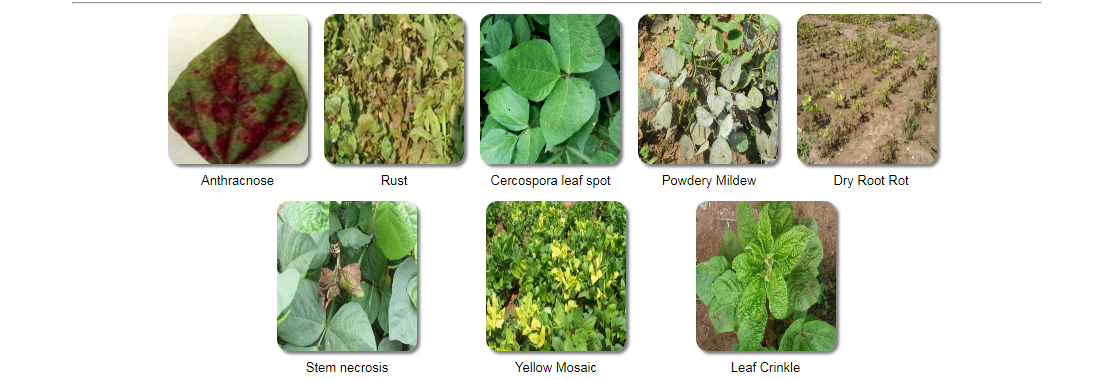 Anthracnose
Rust
Cercospora leaf spot
Powdery Mildew
Dry Root Rot
Stem necrosis
Yellow Mosaic
Leaf Crinkle